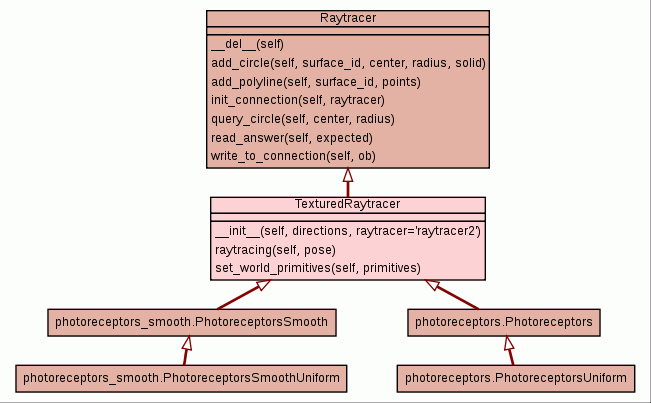 Raytracer
__del__(self)
add_circle(self, surface_id, center, radius, solid)
add_polyline(self, surface_id, points)
init_connection(self, raytracer)
query_circle(self, center, radius)
read_answer(self, expected)
write_to_connection(self, ob)
TexturedRaytracer
__init__(self, directions, raytracer='raytracer2')
raytracing(self, pose)
set_world_primitives(self, primitives)
photoreceptors_smooth.PhotoreceptorsSmooth
photoreceptors.Photoreceptors
photoreceptors_smooth.PhotoreceptorsSmoothUniform
photoreceptors.PhotoreceptorsUniform